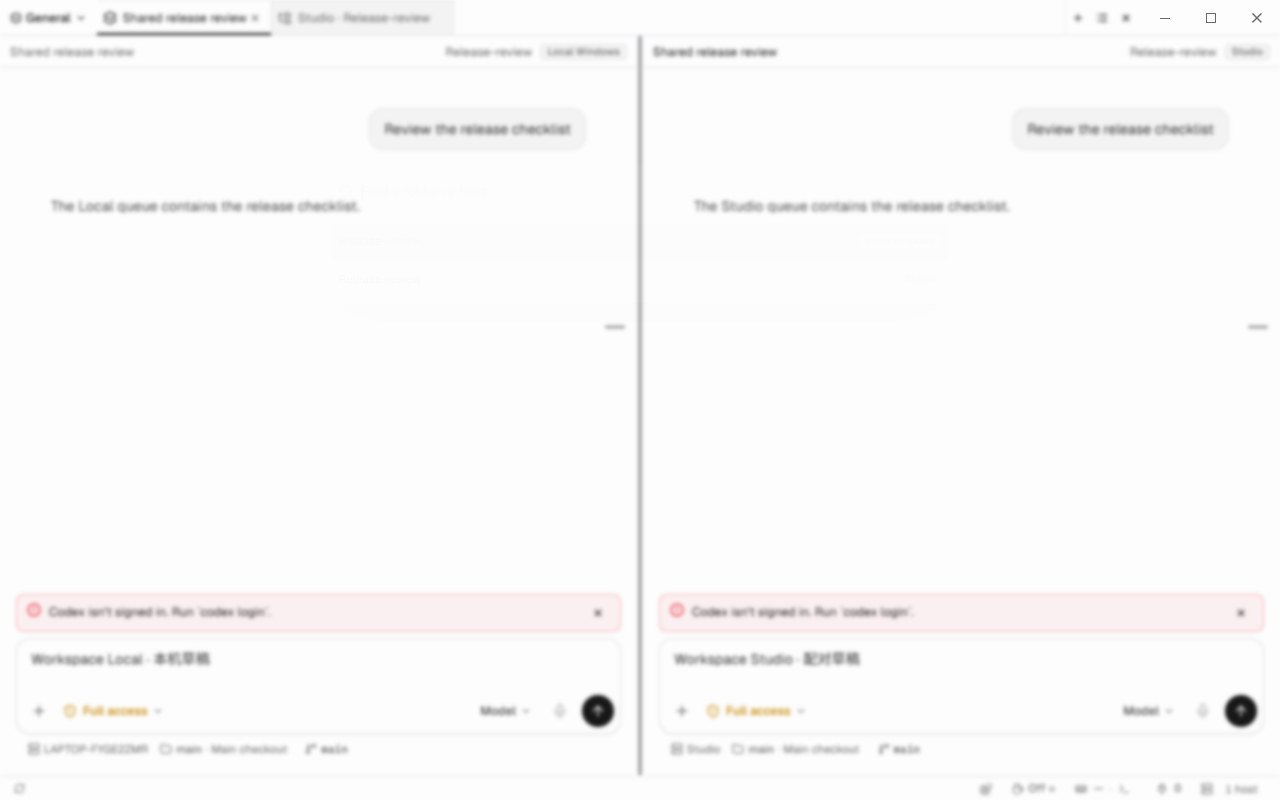 General
Shared release review
Studio · Release-review
Shared release review
Release-review
Local Windows
Review the release checklist
The Local queue contains the release checklist.
Codex isn't signed in. Run 'codex login'.
Workspace Local · 本机草稿
Full access
Model
LAPTOP-FYGEZZMR
main · Main checkout
main
Shared release review
Release-review
Studio
Review the release checklist
The Studio queue contains the release checklist.
Codex isn't signed in. Run 'codex login'.
Workspace Studio · 配对草稿
Full access
Model
Studio
main · Main checkout
main
Off
0
1 host